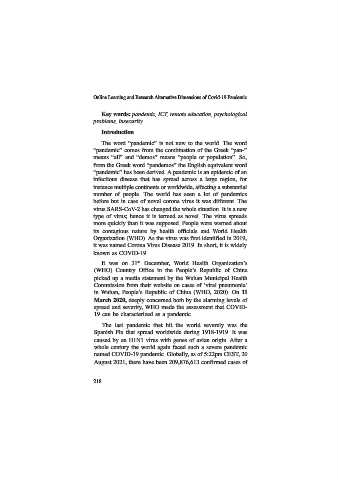 Online Learning and Research Alternative Dimensions of Covid-19 Pandemic
Key words: pandemic, ICT, remote education, psychological
problems, insecurity
Introduction
The word "pandemic" is not new to the world. The word
"pandemic" comes from the combination of the Greek "pan-"
means "all" and "demos" means "people or population". So,
from the Greek word "pandemos" the English equivalent word
"pandemic" has been derived. A pandemic is an epidemic of an
infectious disease that has spread across a large region, for
instance multiple continents or worldwide, affecting a substantial
number of people. The world has seen a lot of pandemics
before but in case of novel corona virus it was different. The
virus SARS-CoV-2 has changed the whole situation. It is a new
type of virus; hence it is termed as novel. The virus spreads
more quickly than it was supposed. People were worried about
its contagious nature by health officials and World Health
Organization (WHO). As the virus was first identified in 2019,
it was named Corona Virus Disease 2019. In short, it is widely
known as COVID-19.
It was on 31st December, World Health Organization's
(WHO) Country Office in the People's Republic of China
picked up a media statement by the Wuhan Municipal Health
Commission from their website on cases of 'viral pneumonia'
in Wuhan, People's Republic of China (WHO, 2020). On 11
March 2020, deeply concerned both by the alarming levels of
spread and severity, WHO made the assessment that COVID-
19 can be characterized as a pandemic.
The last pandemic that hit the world severely was the
Spanish Flu that spread worldwide during 1918-1919. It was
caused by an H1N1 virus with genes of avian origin. After a
whole century the world again faced such a severe pandemic
named COVID-19 pandemic. Globally, as of 5:22pm CEST, 20
August 2021, there have been 209,876,613 confirmed cases of
218